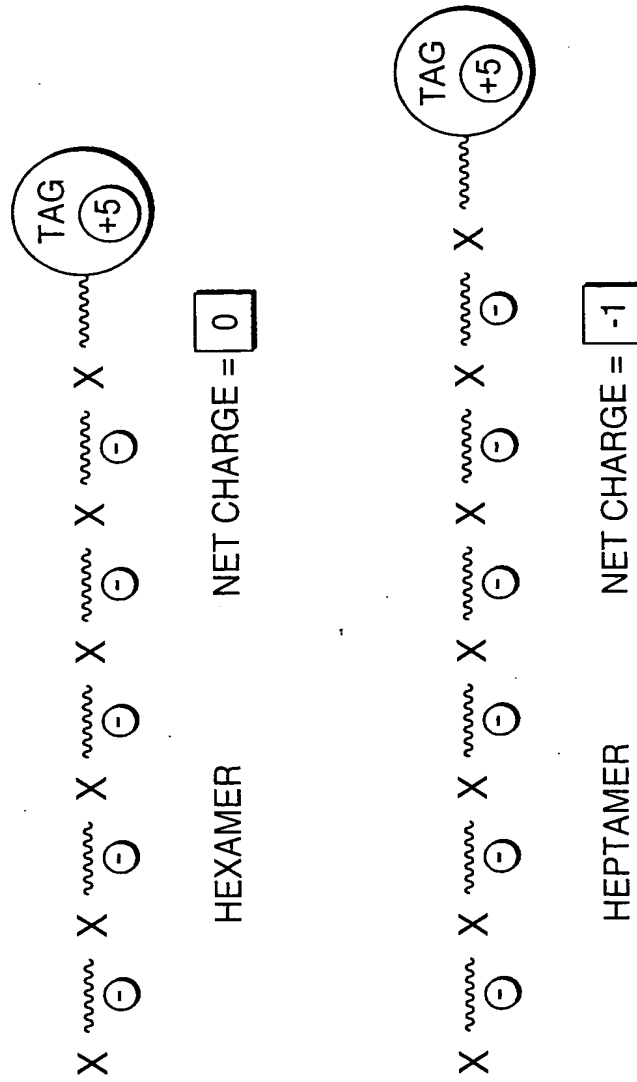 TAG
X X X X X X +5
- - - - -
HEXAMER NET CHARGE = 0
TAG
X X X X X X X +5
- - - - - -
HEPTAMER NET CHARGE = -1